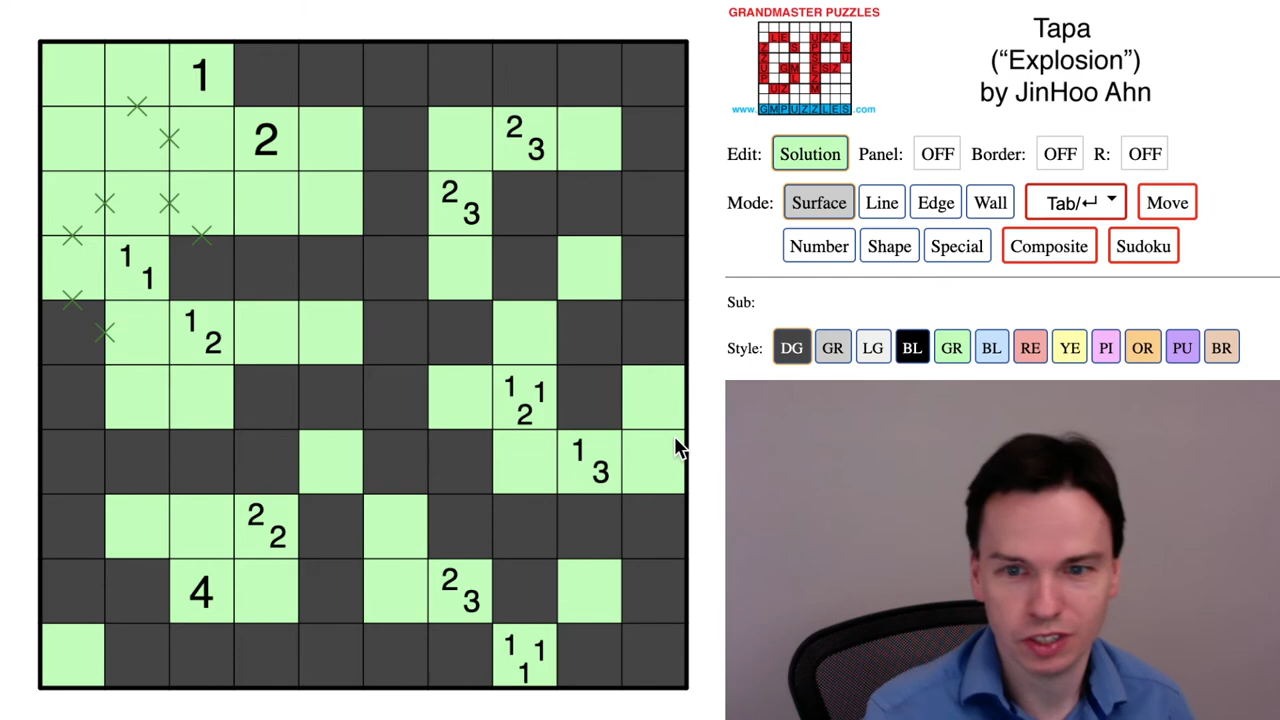 GRANDMASTER PUZZLES
www.GMPUZZLES.com
Tapa
(“Explosion”)
by JinHoo Ahn
Edit: Solution Panel: OFF Border: OFF R: OFF
Mode: Surface Line Edge Wall Tab/↵ Move
Number Shape Special Composite Sudoku
Sub:
Style: DG GR LG BL GR BL RE YE PI OR PU BR
1
2 2 3
2 3
1 1
1 2
1 1 2
1 3
2 2
4 2 3
1 1 1